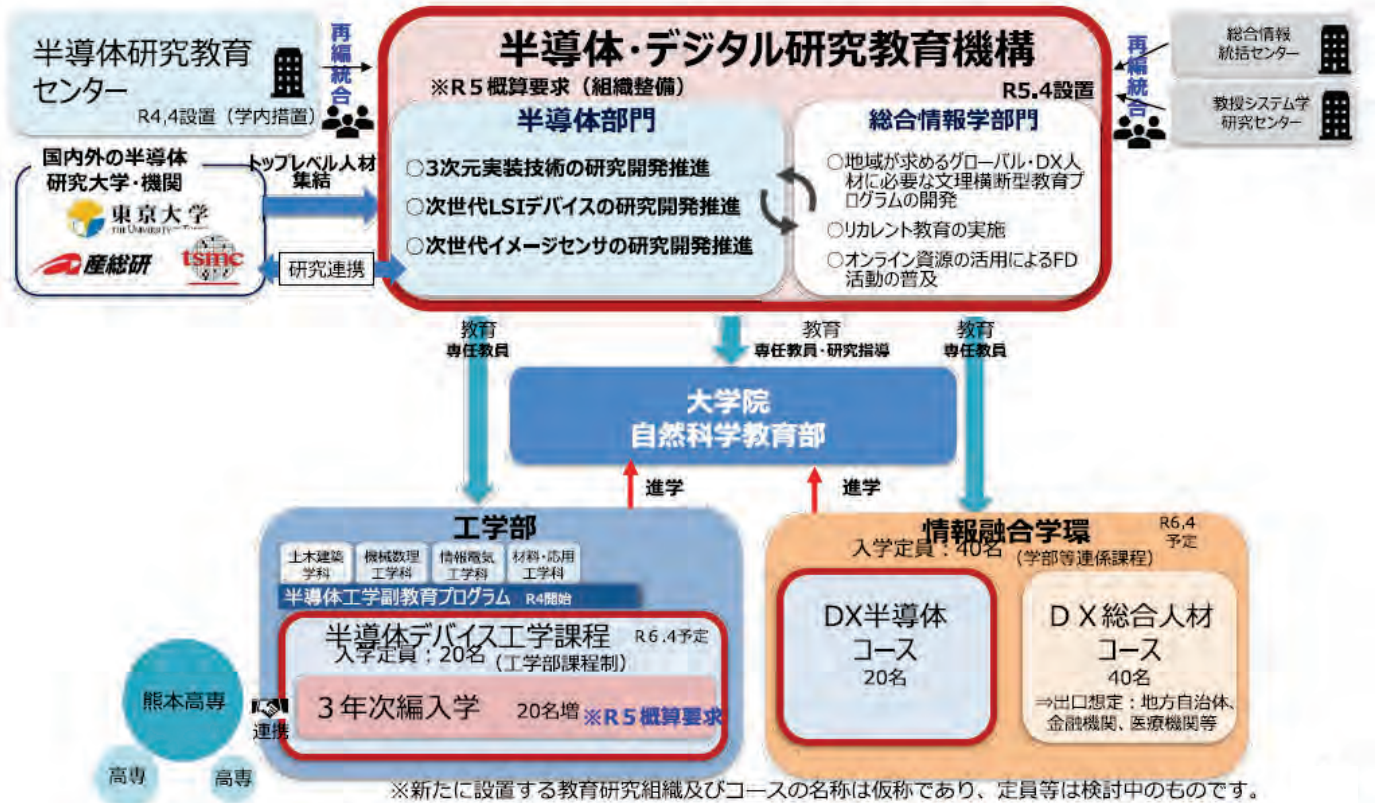 半導体研究教育
センター
R4,4設置（学内措置）
再編統合
半導体・デジタル研究教育機構
※R５概算要求（組織整備）
R5.4設置
再編統合
総合情報
統括センター
教授システム学
研究センター
半導体部門
○3次元実装技術の研究開発推進
○次世代LSIデバイスの研究開発推進
○次世代イメージセンサの研究開発推進
総合情報学部門
○地域が求めるグローバル・DX人
材に必要な文理横断型教育プ
ログラムの開発
○リカレント教育の実施
○オンライン資源の活用によるFD
活動の普及
国内外の半導体
研究大学・機関
東京大学
THE UNIVERSITY OF
産総研
tsmc
トップレベル人材
集結
研究連携
教育
専任教員
教育
専任教員・研究指導
教育
専任教員
大学院
自然科学教育部
進学
進学
工学部
土木建築
学科
機械数理
工学科
情報電気
工学科
材料・応用
工学科
半導体工学副教育プログラム R4開始
半導体デバイス工学課程
R６.４予定
入学定員：20名（工学部課程制）
３年次編入学 20名増 ※R５概算要求
熊本高専
高専
高専
連携
情報融合学環
R6,4
予定
入学定員：40名
(学部等連係課程)
DX半導体
コース
20名
ＤＸ総合人材
コース
40名
⇒出口想定：地方自治体、
金融機関、医療機関等
※新たに設置する教育研究組織及びコースの名称は仮称であり、定員等は検討中のものです。